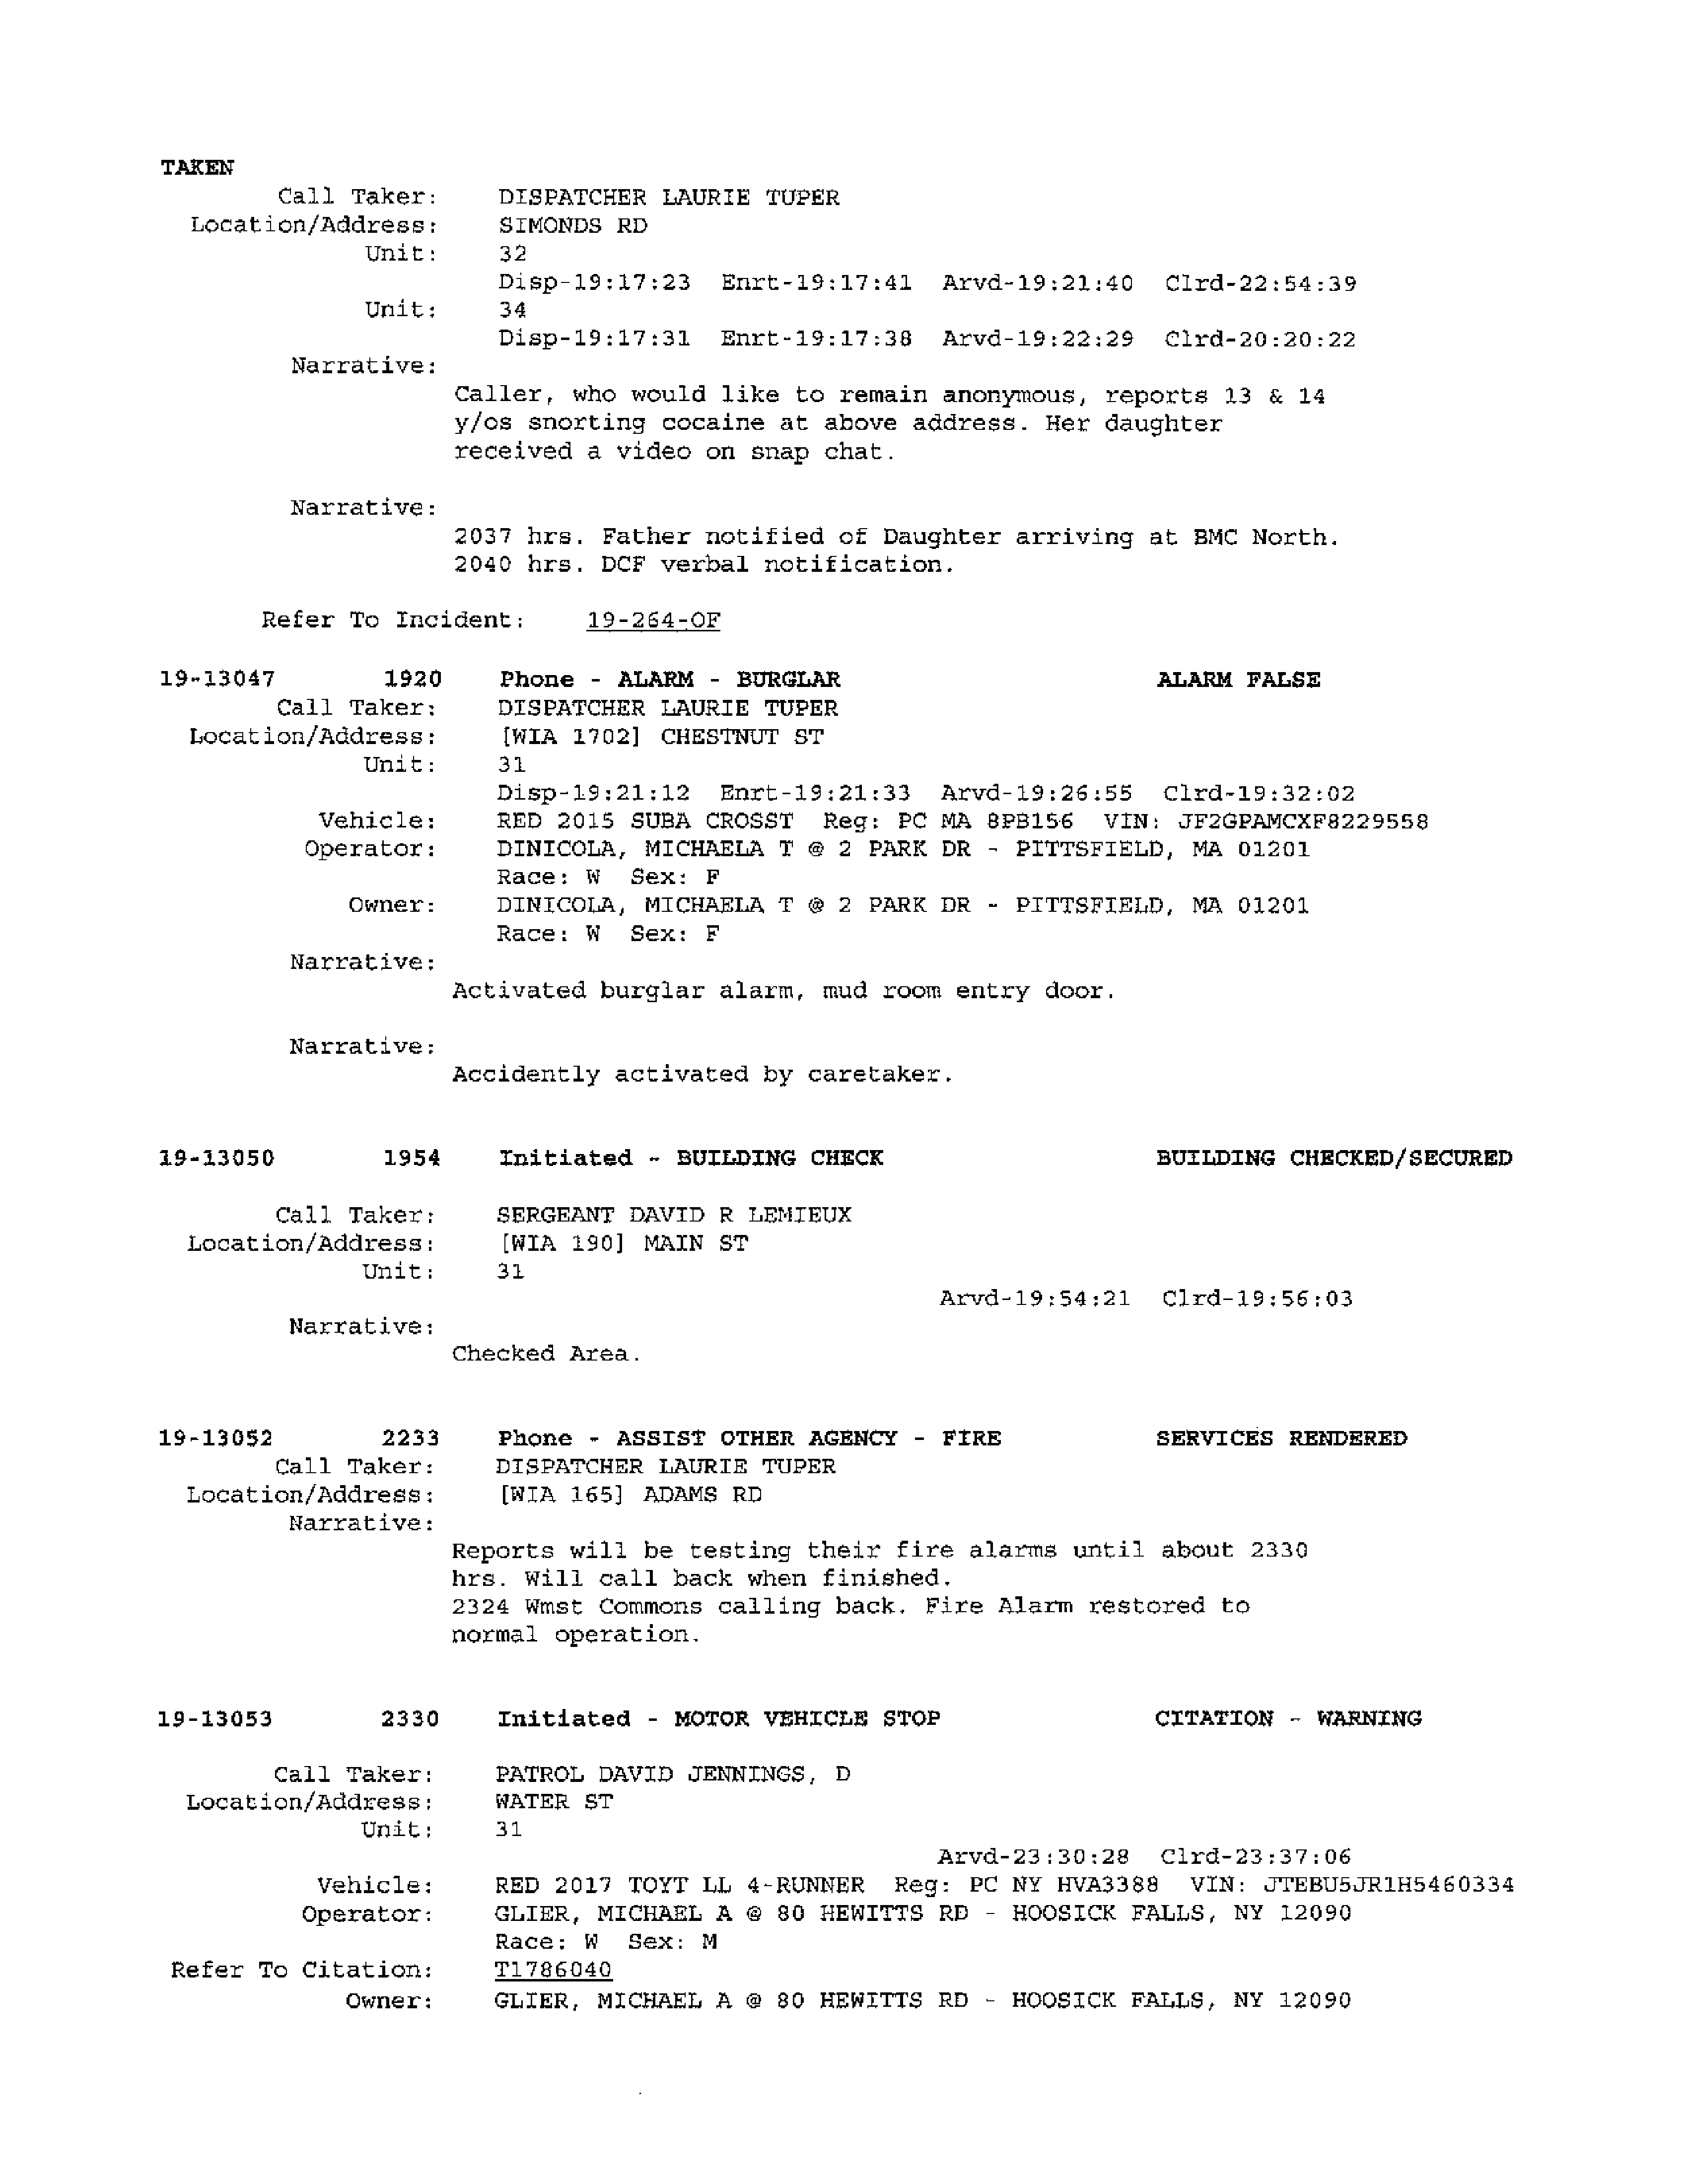 TAKEN
Call Taker: DISPATCHER LAURIE TUPER
Location/Address: SIMONDS RD
Unit: 32
Disp-19:17:23 Enrt-19:17:41 Arvd-19:21:40 Clrd-22:54:39
Unit: 34
Disp-19:17:31 Enrt-19:17:38 Arvd-19:22:29 Clrd-20:20:22
Narrative:
Caller, who would like to remain anonymous, reports 13 & 14
y/os snorting cocaine at above address. Her daughter
received a video on snap chat.
Narrative:
2037 hrs. Father notified of Daughter arriving at BMC North.
2040 hrs. DCF verbal notification.
Refer To Incident: 19-264-OF
19-13047 1920 Phone - ALARM - BURGLAR ALARM FALSE
Call Taker: DISPATCHER LAURIE TUPER
Location/Address: [WIA 1702] CHESTNUT ST
Unit: 31
Disp-19:21:12 Enrt-19:21:33 Arvd-19:26:55 Clrd-19:32:02
Vehicle: RED 2015 SUBA CROSST Reg: PC MA 8PB156 VIN: JF2GPAMCXF8229558
Operator: DINICOLA, MICHAELA T @ 2 PARK DR - PITTSFIELD, MA 01201
Race: W Sex: F
Owner: DINICOLA, MICHAELA T @ 2 PARK DR - PITTSFIELD, MA 01201
Race: W Sex: F
Narrative:
Activated burglar alarm, mud room entry door.
Narrative:
Accidently activated by caretaker.
19-13050 1954 Initiated - BUILDING CHECK BUILDING CHECKED/SECURED
Call Taker: SERGEANT DAVID R LEMIEUX
Location/Address: [WIA 190] MAIN ST
Unit: 31
Arvd-19:54:21 Clrd-19:56:03
Narrative:
Checked Area.
19-13052 2233 Phone - ASSIST OTHER AGENCY - FIRE SERVICES RENDERED
Call Taker: DISPATCHER LAURIE TUPER
Location/Address: [WIA 165] ADAMS RD
Narrative:
Reports will be testing their fire alarms until about 2330
hrs. Will call back when finished.
2324 Wmst Commons calling back. Fire Alarm restored to
normal operation.
19-13053 2330 Initiated - MOTOR VEHICLE STOP CITATION - WARNING
Call Taker: PATROL DAVID JENNINGS, D
Location/Address: WATER ST
Unit: 31
Arvd-23:30:28 Clrd-23:37:06
Vehicle: RED 2017 TOYT LL 4-RUNNER Reg: PC NY HVA3388 VIN: JTEBU5JR1H5460334
Operator: GLIER, MICHAEL A @ 80 HEWITTS RD - HOOSICK FALLS, NY 12090
Race: W Sex: M
Refer To Citation: T1786040
Owner: GLIER, MICHAEL A @ 80 HEWITTS RD - HOOSICK FALLS, NY 12090